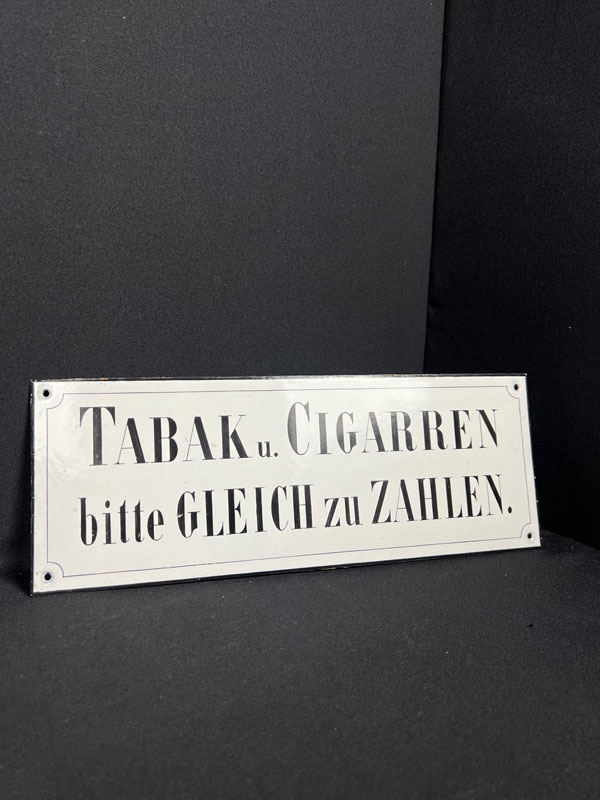 TABAK u. CIGARREN
bitte GLEICH zu ZAHLEN.